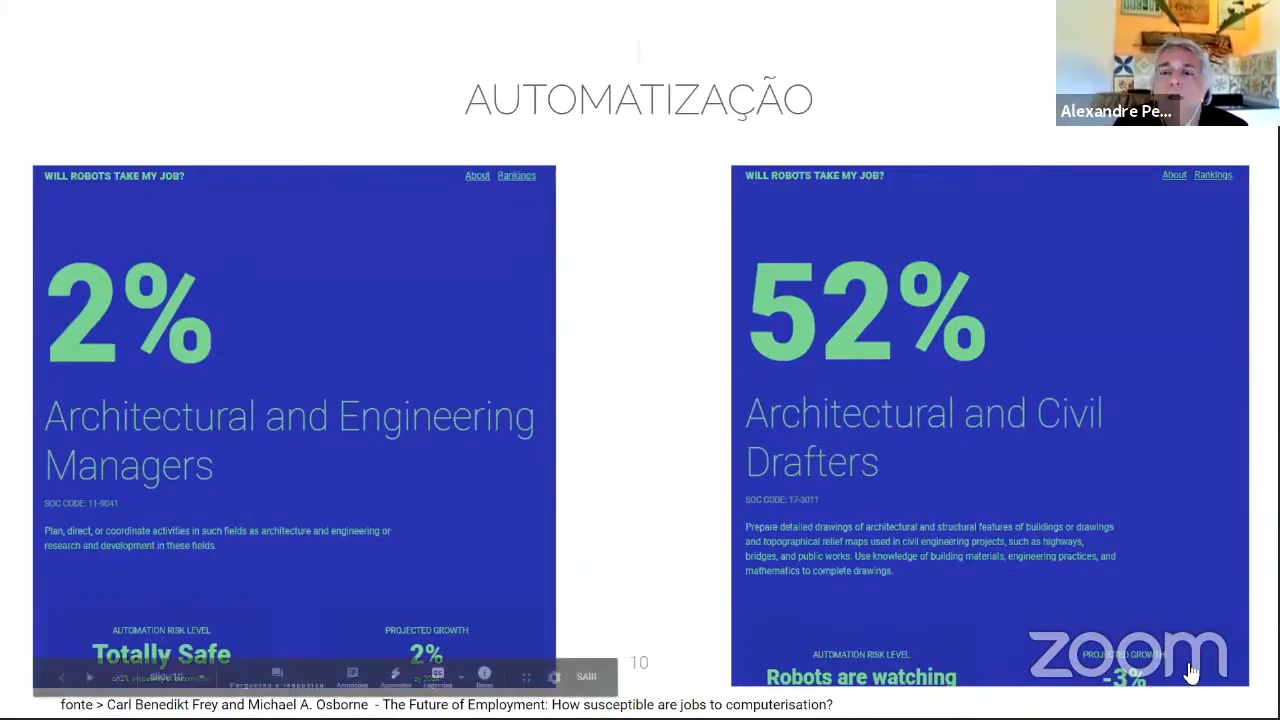 AUTOMATIZAÇÃO
Alexandre Pe...
WILL ROBOTS TAKE MY JOB?
About Rankings
2%
Architectural and Engineering
Managers
SOC CODE: 11-9041
Plan, direct, or coordinate activities in such fields as architecture and engineering or
research and development in these fields.
AUTOMATION RISK LEVEL
Totally Safe
PROJECTED GROWTH
2%
WILL ROBOTS TAKE MY JOB?
About Rankings
52%
Architectural and Civil
Drafters
SOC CODE: 17-3011
Prepare detailed drawings of architectural and structural features of buildings or drawings
and topographical relief maps used in civil engineering projects, such as highways,
bridges, and public works. Use knowledge of building materials, engineering practices, and
mathematics to complete drawings.
AUTOMATION RISK LEVEL
Robots are watching
PROJECTED GROWTH
-3%
zoom
10
Perguntas e respostas
SAIR
fonte > Carl Benedikt Frey and Michael A. Osborne - The Future of Employment: How susceptible are jobs to computerisation?